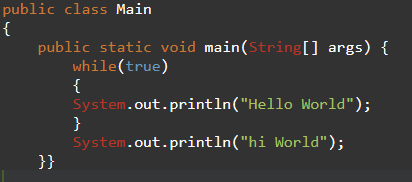 public class Main
{
    public static void main(String[] args) {
        while(true)
        {
        System.out.println("Hello World");
        }
        System.out.println("hi World");
    }}